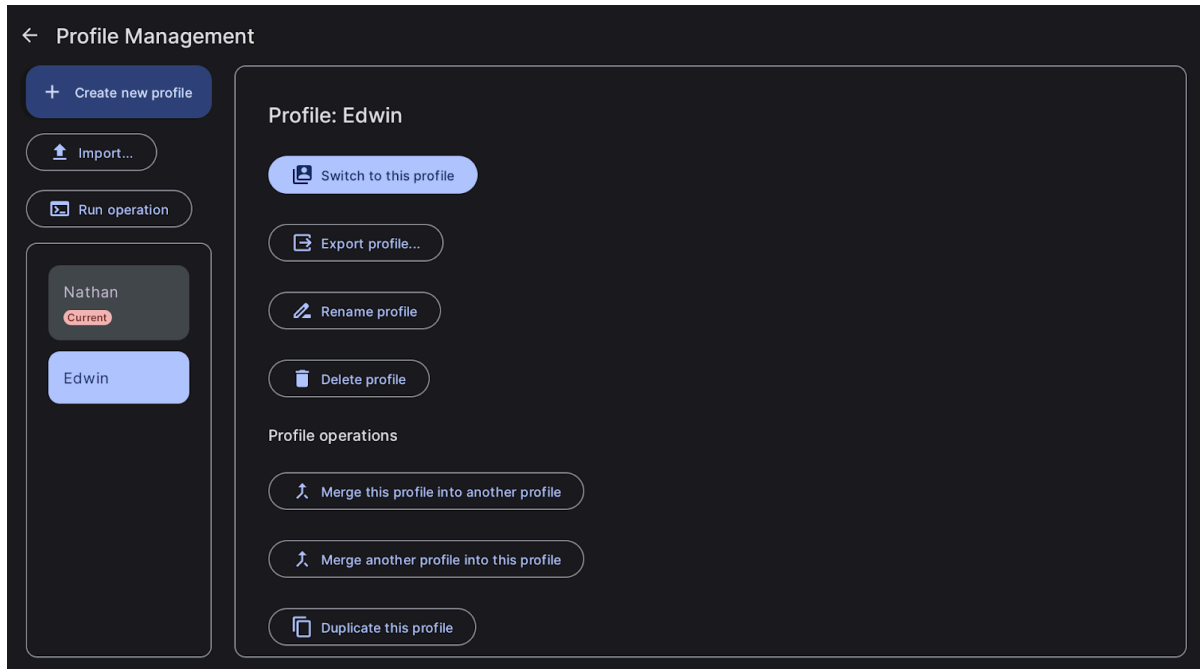 Profile Management
Create new profile
Import...
Run operation
Nathan
Current
Edwin
Profile: Edwin
Switch to this profile
Export profile...
Rename profile
Delete profile
Profile operations
Merge this profile into another profile
Merge another profile into this profile
Duplicate this profile